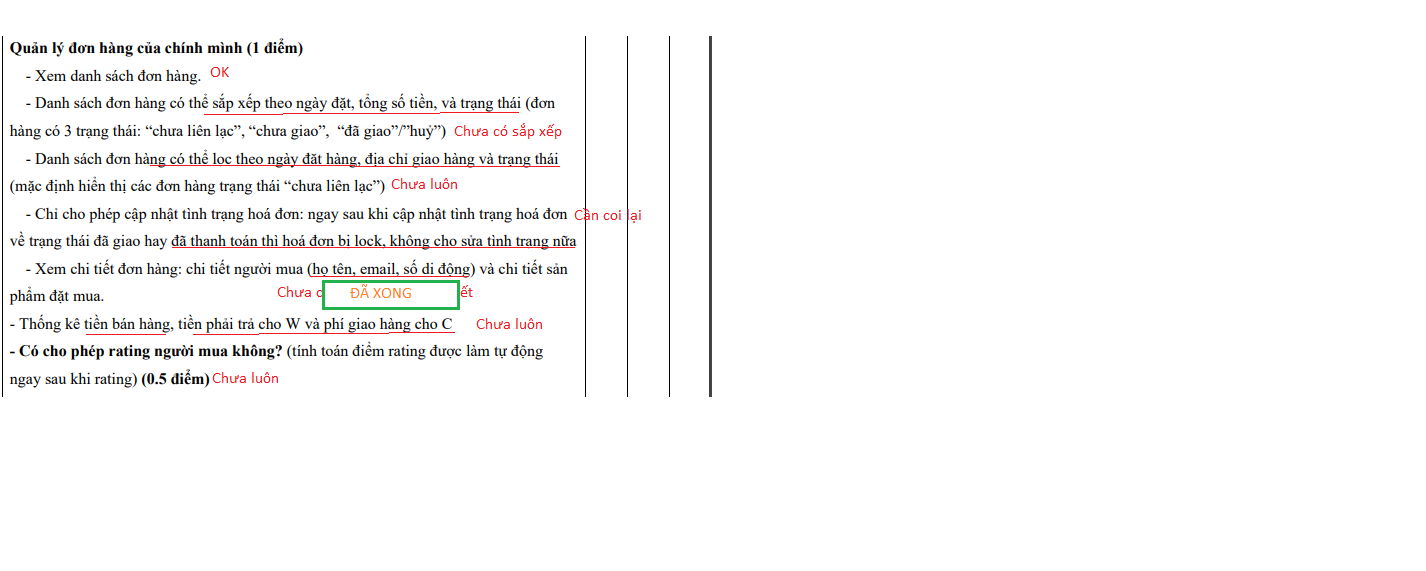 Quản lý đơn hàng của chính mình (1 điểm)
- Xem danh sách đơn hàng. OK
- Danh sách đơn hàng có thể sắp xếp theo ngày đặt, tổng số tiền, và trạng thái (đơn
hàng có 3 trạng thái: “chưa liên lạc”, “chưa giao”, “đã giao”/”huỷ”) Chưa có sắp xếp
- Danh sách đơn hàng có thể lọc theo ngày đặt hàng, địa chỉ giao hàng và trạng thái
(mặc định hiển thị các đơn hàng trạng thái “chưa liên lạc”) Chưa luôn
- Chỉ cho phép cập nhật tình trạng hoá đơn: ngay sau khi cập nhật tình trạng hoá đơn Cần coi lại
về trạng thái đã giao hay đã thanh toán thì hoá đơn bị lock, không cho sửa tình trạng nữa
- Xem chi tiết đơn hàng: chi tiết người mua (họ tên, email, số di động) và chi tiết sản
phẩm đặt mua. Chưa ĐÃ XONG
- Thống kê tiền bán hàng, tiền phải trả cho W và phí giao hàng cho C Chưa luôn
- Có cho phép rating người mua không? (tính toán điểm rating được làm tự động
ngay sau khi rating) (0.5 điểm) Chưa luôn